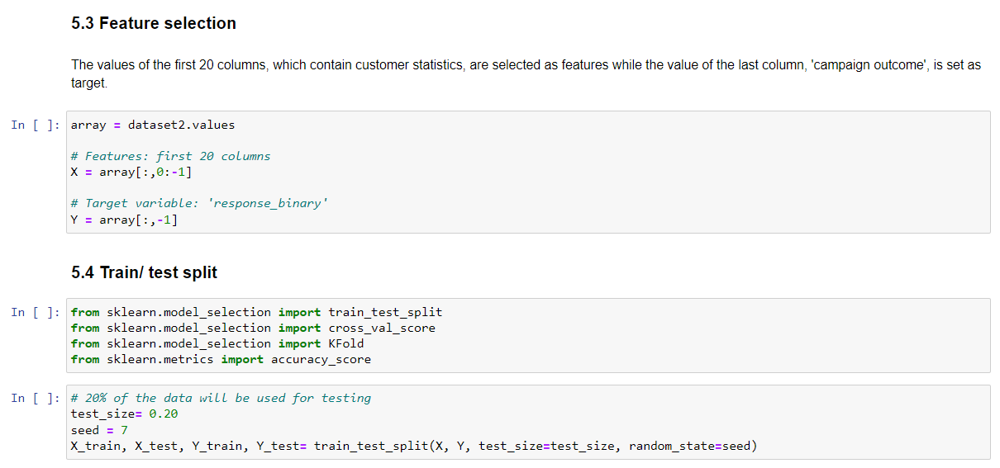 5.3 Feature selection
The values of the first 20 columns, which contain customer statistics, are selected as features while the value of the last column, 'campaign outcome', is set as
target.
In [ ]: array = dataset2.values
# Features: first 20 columns
X = array[:,0:-1]
# Target variable: 'response_binary'
Y = array[:,-1]
5.4 Train/ test split
In [ ]: from sklearn.model_selection import train_test_split
from sklearn.model_selection import cross_val_score
from sklearn.model_selection import KFold
from sklearn.metrics import accuracy_score
In [ ]: # 20% of the data will be used for testing
test_size= 0.20
seed = 7
X_train, X_test, Y_train, Y_test= train_test_split(X, Y, test_size=test_size, random_state=seed)